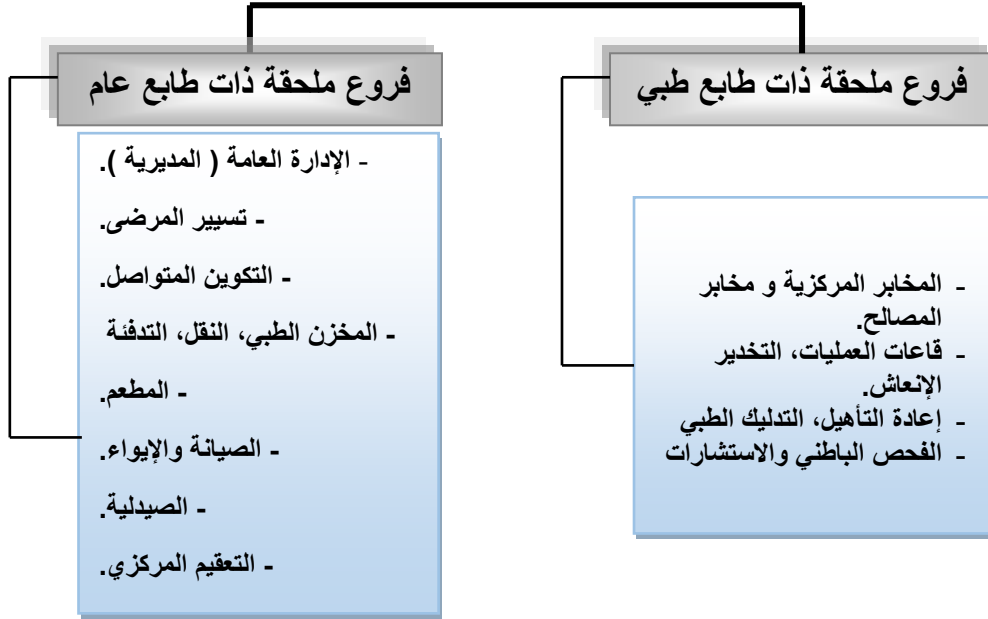 فروع ملحقة ذات طابع طبي
- المخابر المركزية و مخابر
المصالح.
- قاعات العمليات، التخدير
الإنعاش.
- إعادة التأهيل، التدليك الطبي
- الفحص الباطني والاستشارات
فروع ملحقة ذات طابع عام
- الإدارة العامة ( المديرية ).
- تسيير المرضى.
- التكوين المتواصل.
- المخزن الطبي، النقل، التدفئة
- المطعم.
- الصيانة والإيواء.
- الصيدلية.
- التعقيم المركزي.